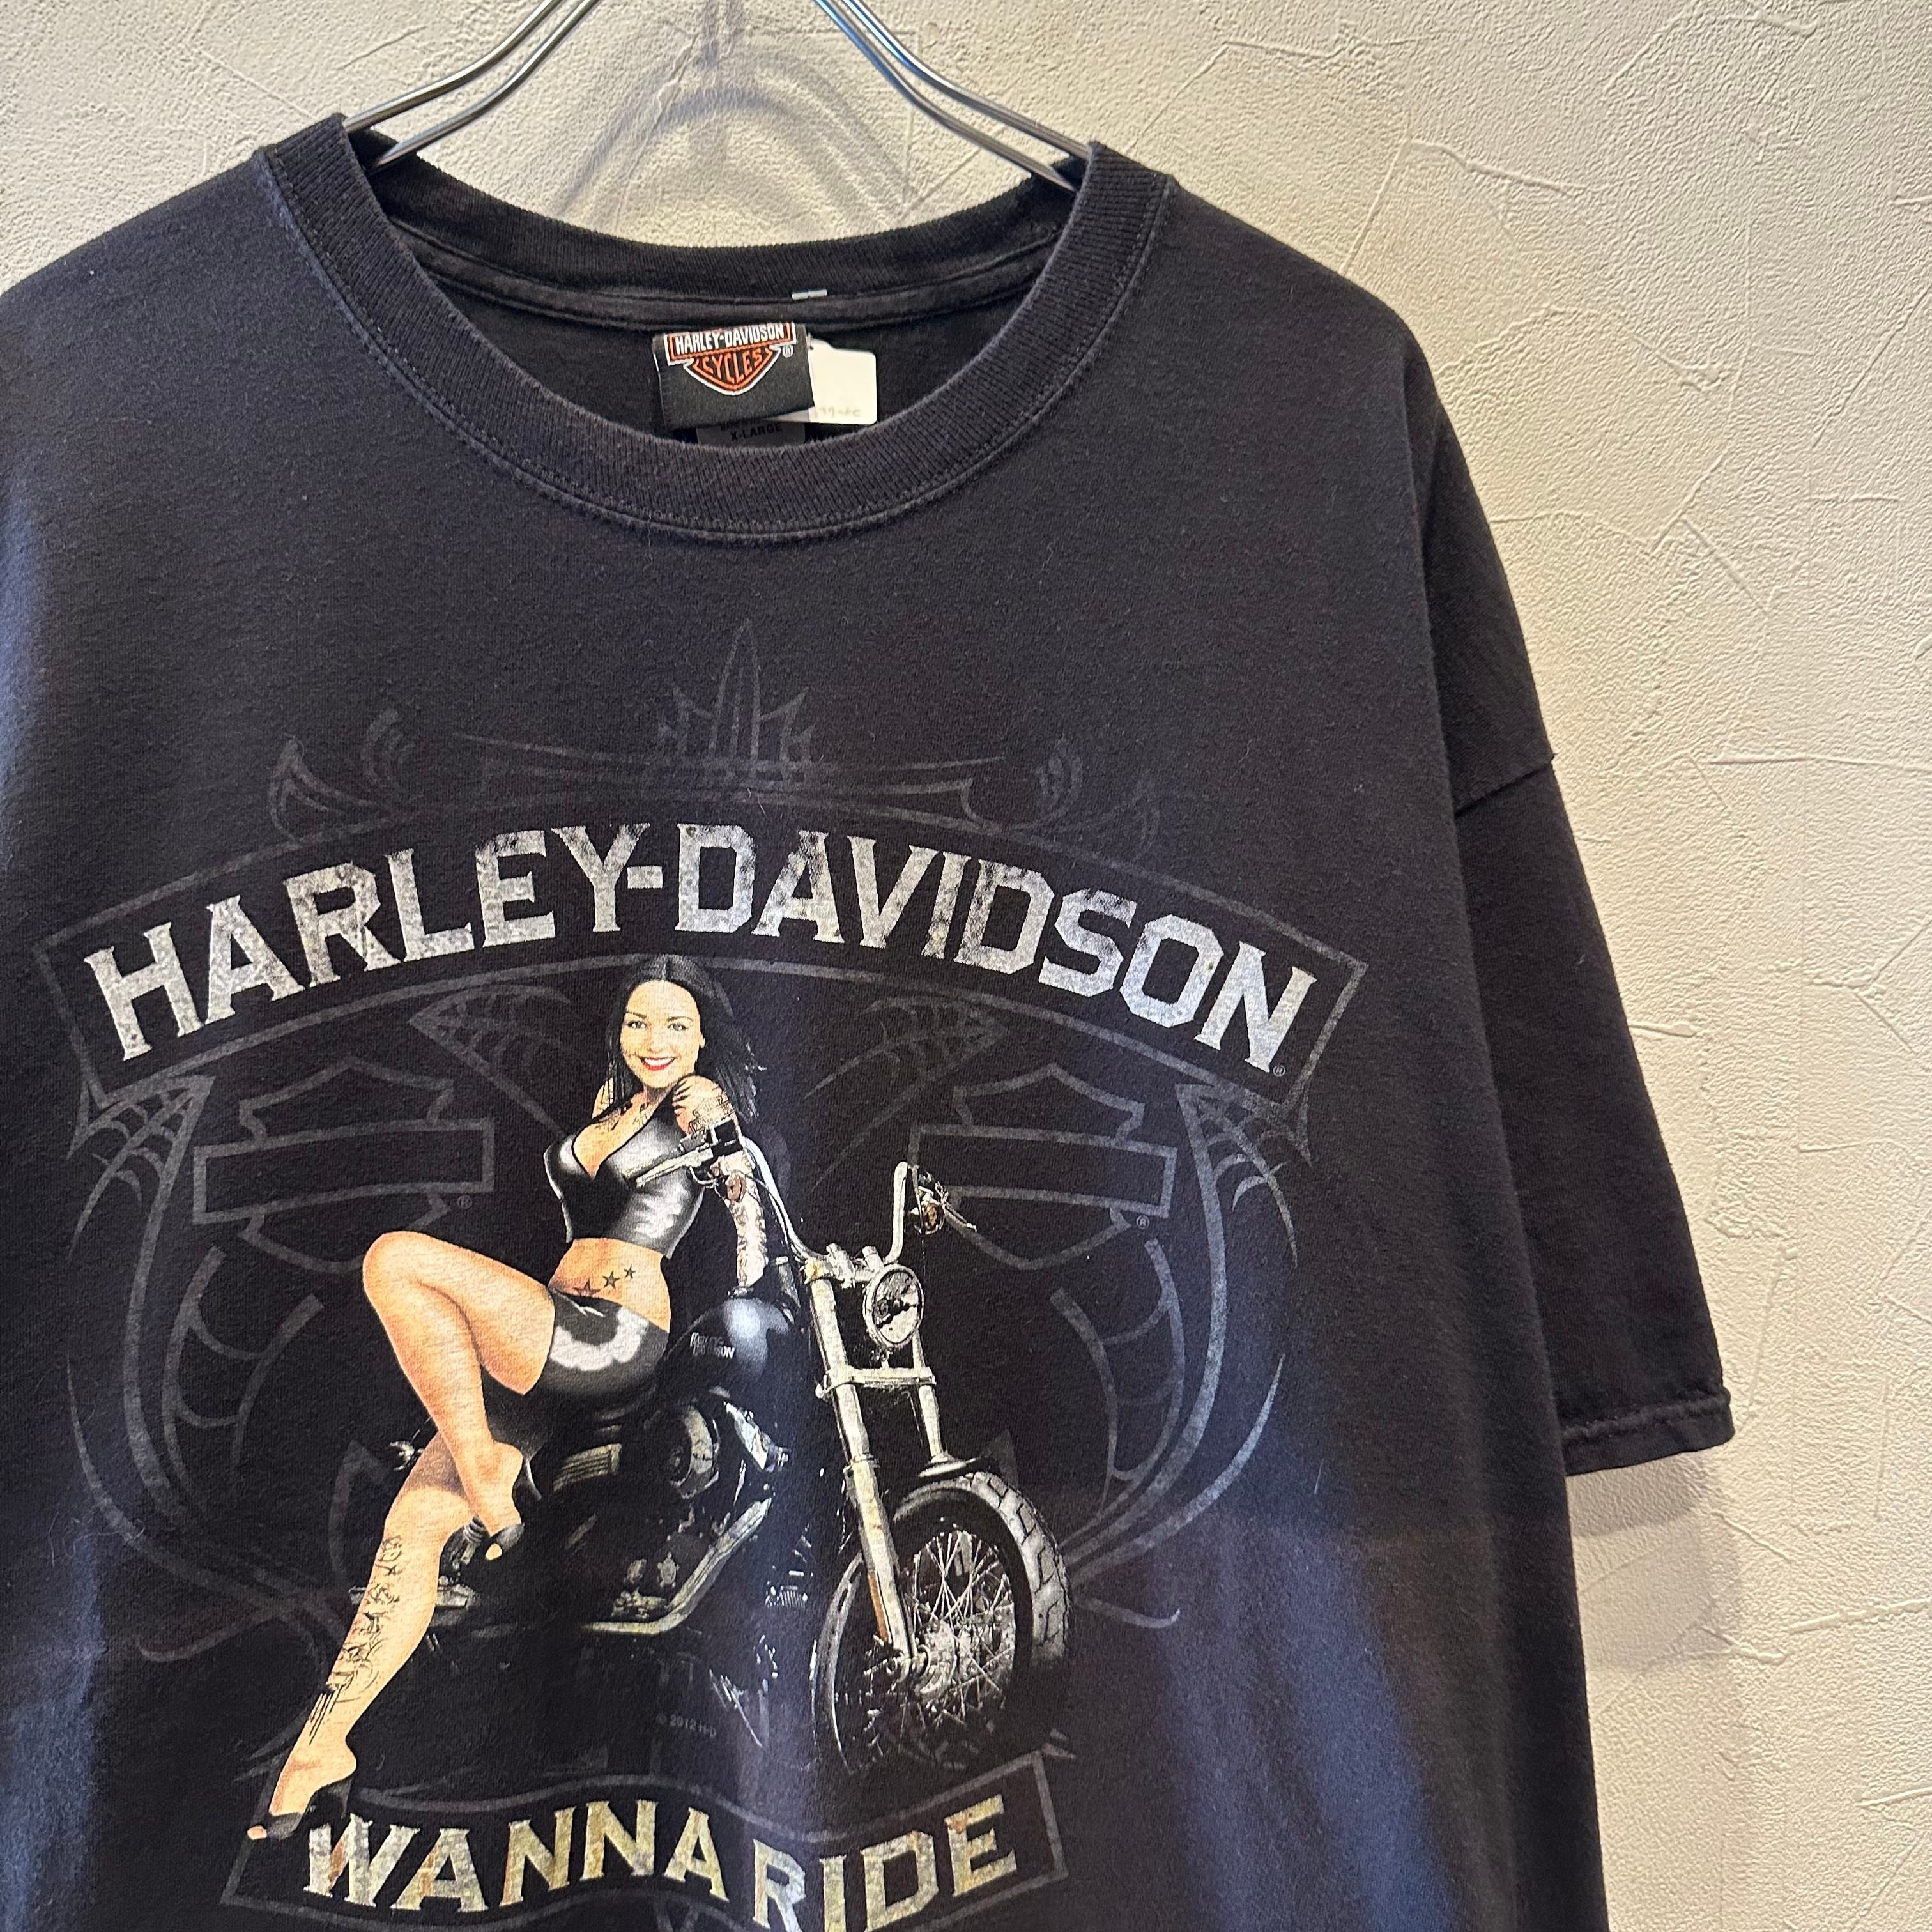 HARLEY-DAVIDSON
CYCLES ®
X-LARGE
HARLEY-DAVIDSON ®
®
®
© 2012 H-D
WANNA RIDE